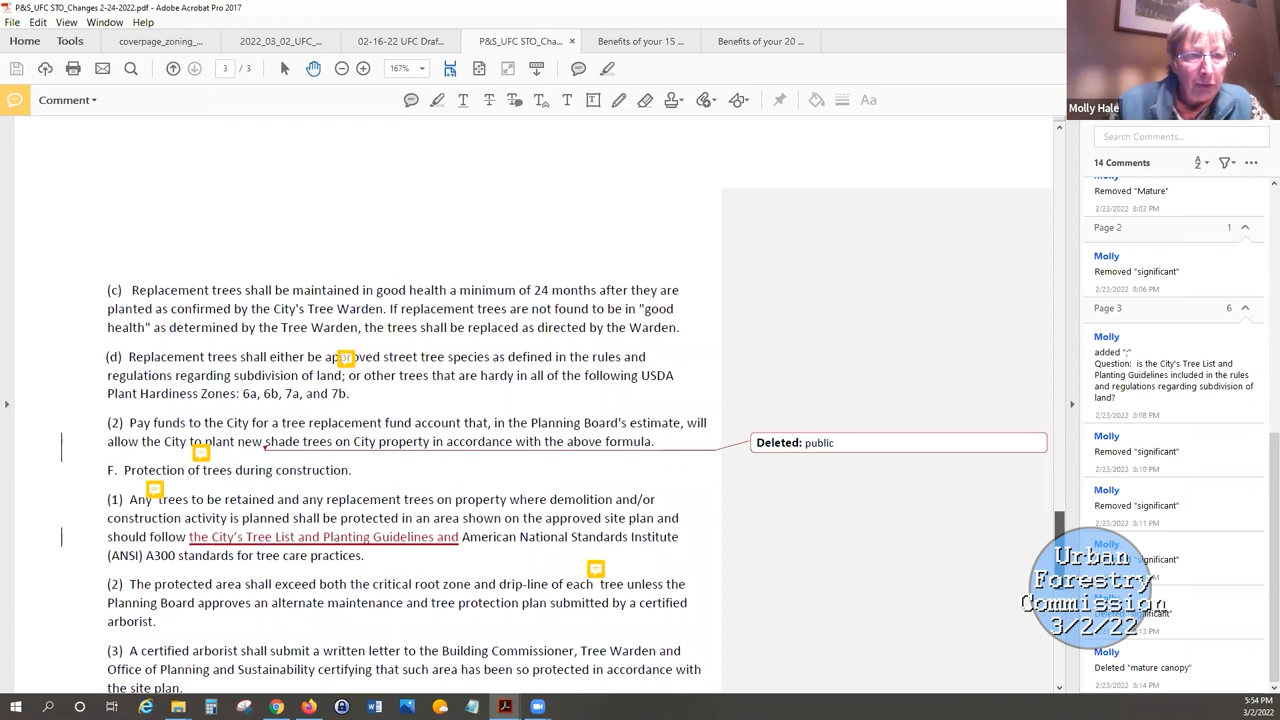 P&S_UFC STO_Changes 2-24-2022.pdf - Adobe Acrobat Pro 2017
File Edit View Window Help
Home Tools coverpage_zoning_... 2022_03_02_UFC_... 02-16-22 UFC Draf... P&S_UFC STO_Cha... × Benefits of your 15 ... Benefits of your 20 ...
3 / 3 167%
Comment
Aa
Molly Hale
Search Comments...
14 Comments
Molly
Removed "Mature"
2/23/2022 8:03 PM
Page 2 1
Molly
Removed "significant"
2/23/2022 8:06 PM
Page 3 6
Molly
added ";"
Question: is the City's Tree List and
Planting Guidelines included in the rules
and regulations regarding subdivision of
land?
2/23/2022 8:08 PM
Molly
Removed "significant"
2/23/2022 8:10 PM
Molly
Removed "significant"
2/23/2022 8:11 PM
Molly
Molly
Molly
Deleted "mature canopy"
2/23/2022 8:14 PM
(c) Replacement trees shall be maintained in good health a minimum of 24 months after they are
planted as confirmed by the City's Tree Warden. If replacement trees are not found to be in "good
health" as determined by the Tree Warden, the trees shall be replaced as directed by the Warden.
(d) Replacement trees shall either be approved street tree species as defined in the rules and
regulations regarding subdivision of land; or other trees that are hardy in all of the following USDA
Plant Hardiness Zones: 6a, 6b, 7a, and 7b.
(2) Pay funds to the City for a tree replacement fund account that, in the Planning Board's estimate, will
allow the City to plant new shade trees on City property in accordance with the above formula.
Deleted: public
F. Protection of trees during construction.
(1) Any trees to be retained and any replacement trees on property where demolition and/or
construction activity is planned shall be protected in an area shown on the approved site plan and
should follow the City's Tree List and Planting Guidelines and American National Standards Institute
(ANSI) A300 standards for tree care practices.
(2) The protected area shall exceed both the critical root zone and drip-line of each tree unless the
Planning Board approves an alternate maintenance and tree protection plan submitted by a certified
arborist.
(3) A certified arborist shall submit a written letter to the Building Commissioner, Tree Warden and
Office of Planning and Sustainability certifying that such area has been so protected in accordance with
the site plan.
Urban
Forestry
Commission
3/2/22
5:54 PM
3/2/2022